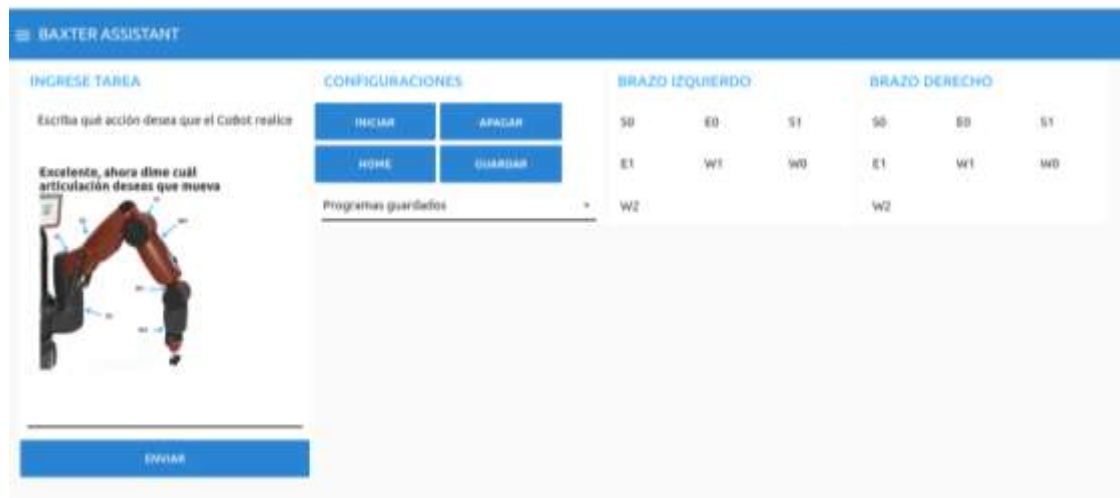 BAXTER ASSISTANT
INGRESE TAREA
Escriba qué acción desea que el CoBot realice
Excelente, ahora dime cuál
articulación deseas que mueva
ENVIAR
CONFIGURACIONES
INICIAR APAGAR
HOME GUARDAR
Programas guardados
BRAZO IZQUIERDO
S0 E0 S1
E1 W1 W0
W2
BRAZO DERECHO
S0 E0 S1
E1 W1 W0
W2